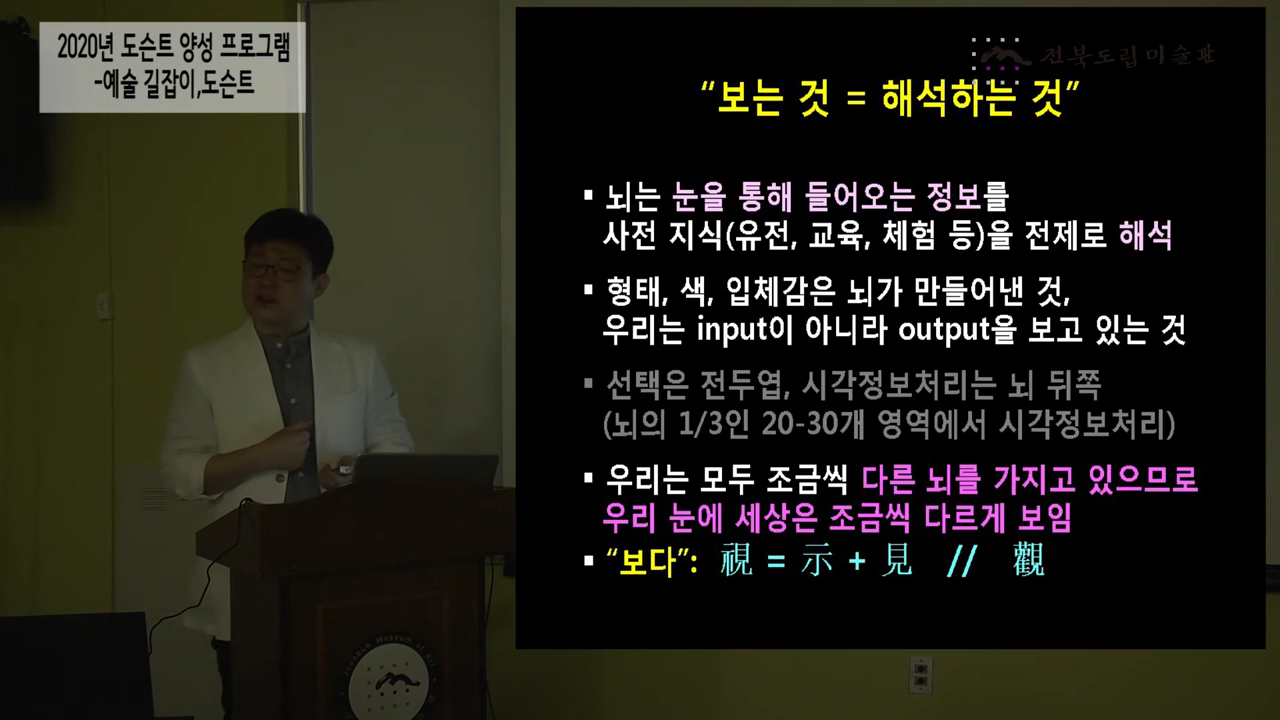 2020년 도슨트 양성 프로그램
-예술 길잡이,도슨트
전북도립미술관
“보는 것 = 해석하는 것”
▪ 뇌는 눈을 통해 들어오는 정보를
사전 지식(유전, 교육, 체험 등)을 전제로 해석
▪ 형태, 색, 입체감은 뇌가 만들어낸 것,
우리는 input이 아니라 output을 보고 있는 것
▪ 선택은 전두엽, 시각정보처리는 뇌 뒤쪽
(뇌의 1/3인 20-30개 영역에서 시각정보처리)
▪ 우리는 모두 조금씩 다른 뇌를 가지고 있으므로
우리 눈에 세상은 조금씩 다르게 보임
▪ “보다”: 視 = 示 + 見 // 觀
Jeonbuk Museum of Art